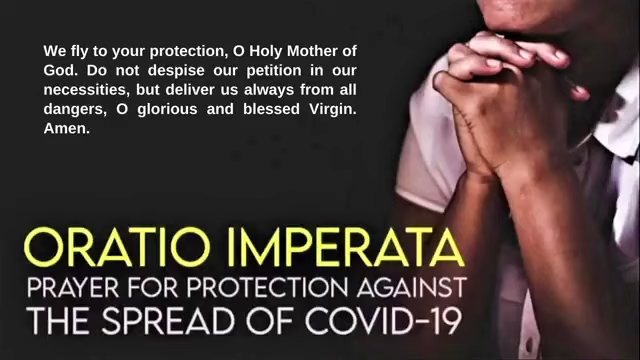 We fly to your protection, O Holy Mother of
God. Do not despise our petition in our
necessities, but deliver us always from all
dangers, O glorious and blessed Virgin.
Amen.
ORATIO IMPERATA
PRAYER FOR PROTECTION AGAINST
THE SPREAD OF COVID-19